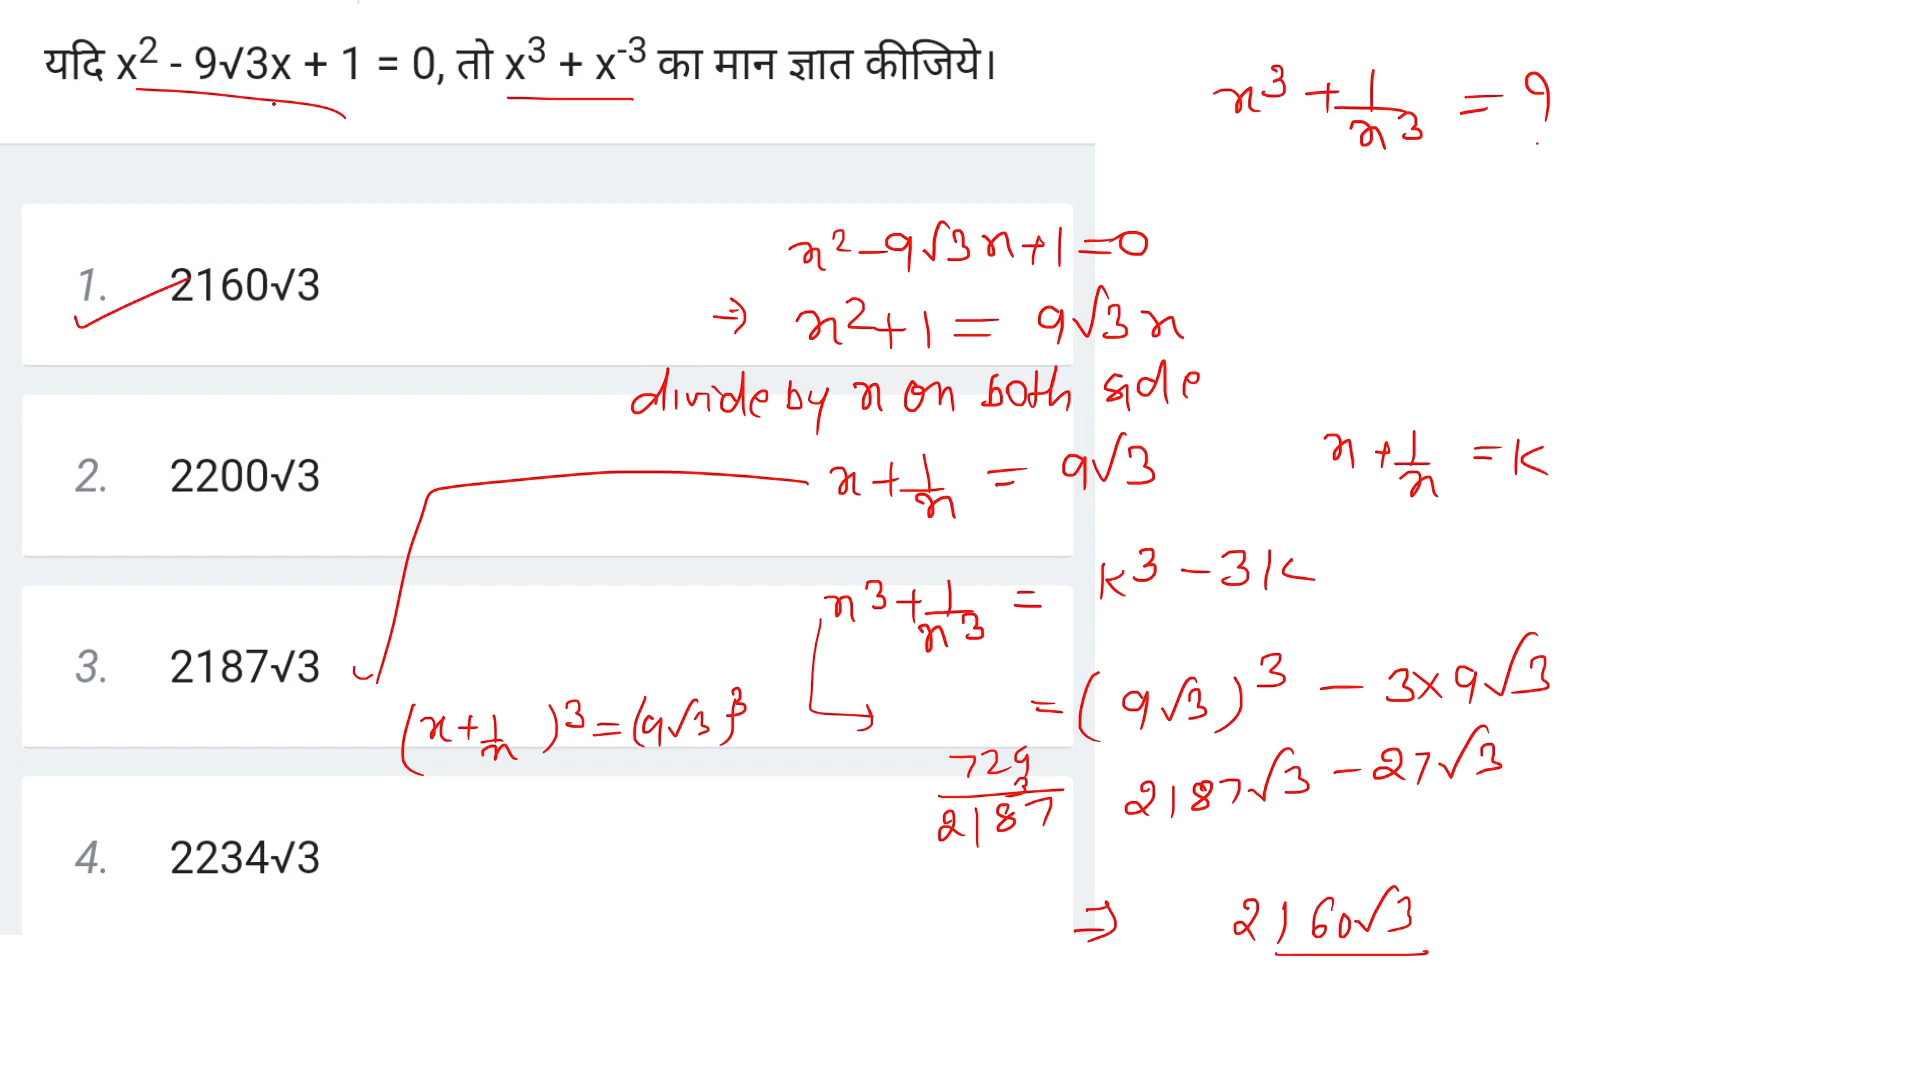 यदि x² - 9√3x + 1 = 0, तो x³ + x⁻³ का मान ज्ञात कीजिये।
x³ + 1/x³ = ?
1. 2160√3
x² - 9√3x + 1 = 0
⇒ x² + 1 = 9√3x
divide by x on both side
2. 2200√3
x + 1/x = 9√3
x + 1/x = K
x³ + 1/x³ = K³ - 3K
3. 2187√3
= (9√3)³ - 3×9√3
(x + 1/x)³ = (9√3)³
729
3
2187
2187√3 - 27√3
4. 2234√3
⇒ 2160√3